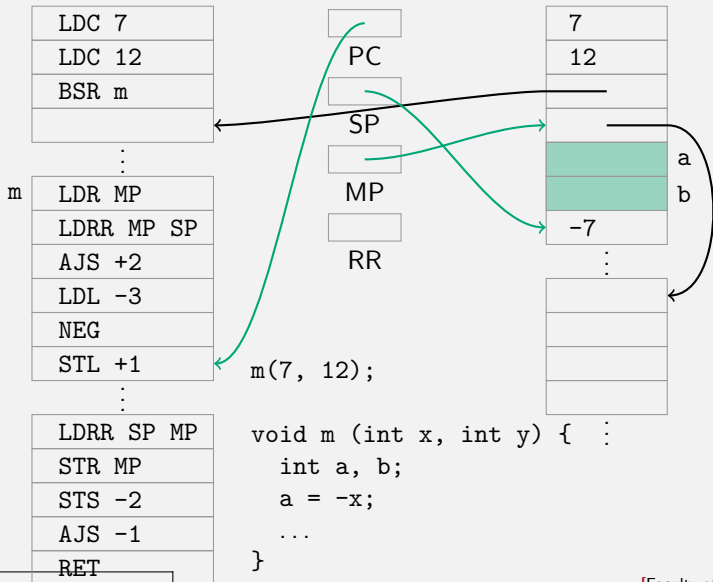 LDC 7
LDC 12
BSR m
⋮
m
LDR MP
LDRR MP SP
AJS +2
LDL -3
NEG
STL +1
⋮
LDRR SP MP
STR MP
STS -2
AJS -1
RET
PC
SP
MP
RR
m(7, 12);
void m (int x, int y) {
int a, b;
a = -x;
...
}
7
12
a
b
-7
⋮
⋮
[Faculty